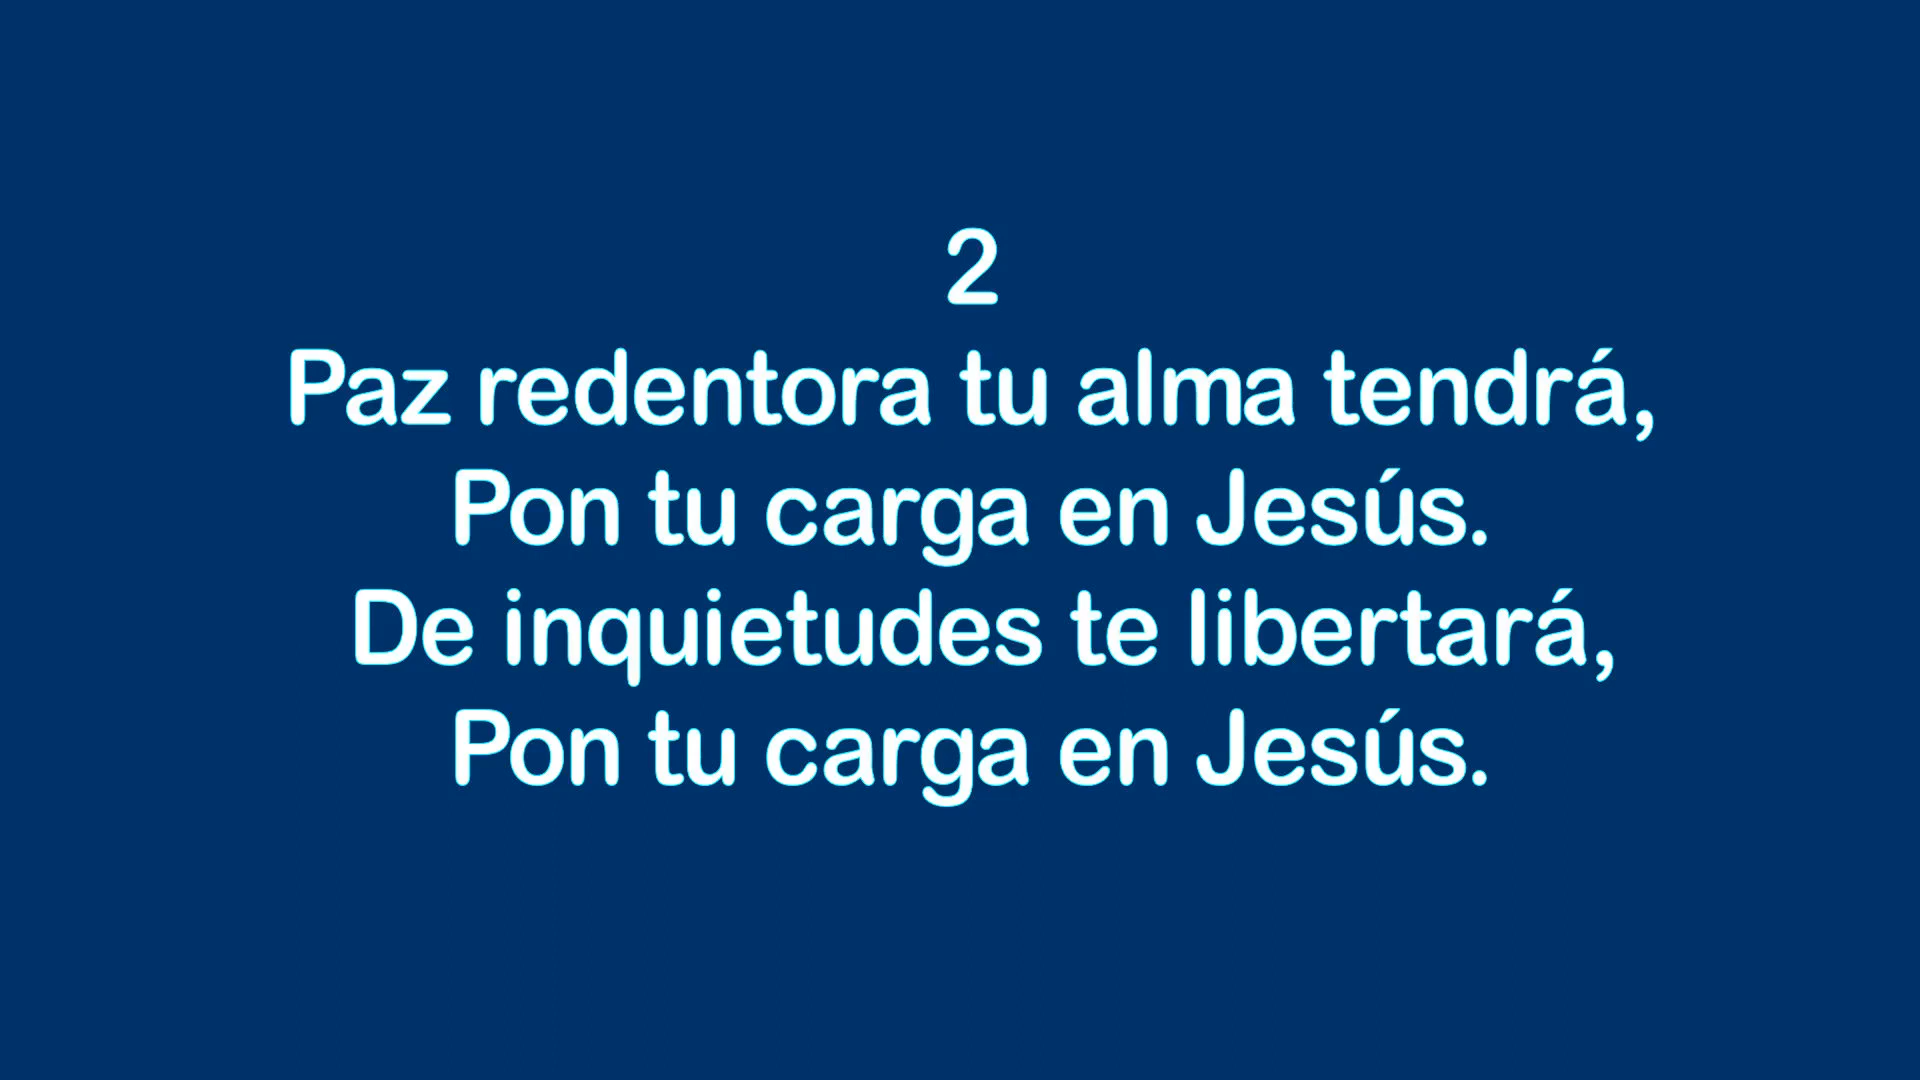 2
Paz redentora tu alma tendrá,
Pon tu carga en Jesús.
De inquietudes te libertará,
Pon tu carga en Jesús.